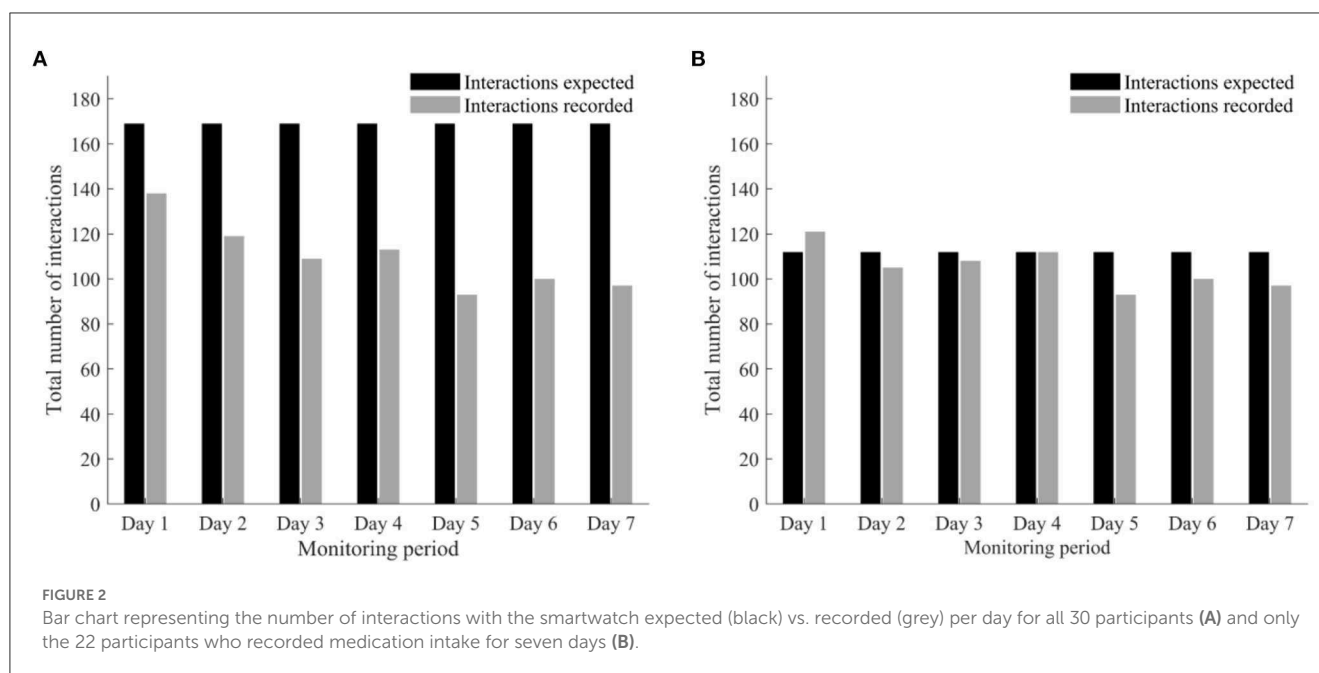 A
Interactions expected
Interactions recorded
180
160
140
120
100
80
60
40
20
0
Total number of interactions
Day 1 Day 2 Day 3 Day 4 Day 5 Day 6 Day 7
Monitoring period
B
Interactions expected
Interactions recorded
180
160
140
120
100
80
60
40
20
0
Total number of interactions
Day 1 Day 2 Day 3 Day 4 Day 5 Day 6 Day 7
Monitoring period
FIGURE 2
Bar chart representing the number of interactions with the smartwatch expected (black) vs. recorded (grey) per day for all 30 participants (A) and only
the 22 participants who recorded medication intake for seven days (B).